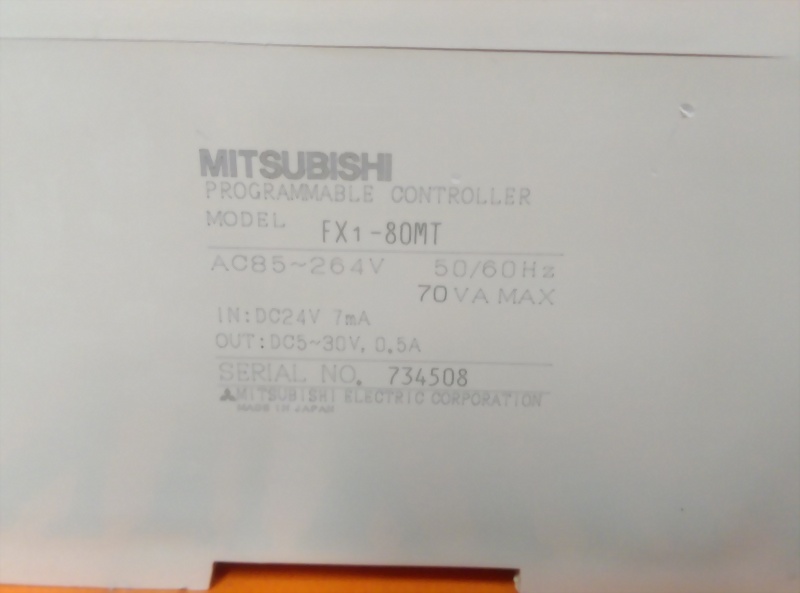 MITSUBISHI
PROGRAMMABLE CONTROLLER
MODEL FX1-80MT
AC85~264V 50/60Hz
70VA MAX
IN:DC24V 7mA
OUT:DC5~30V, 0.5A
SERIAL NO. 734508
MITSUBISHI ELECTRIC CORPORATION
MADE IN JAPAN